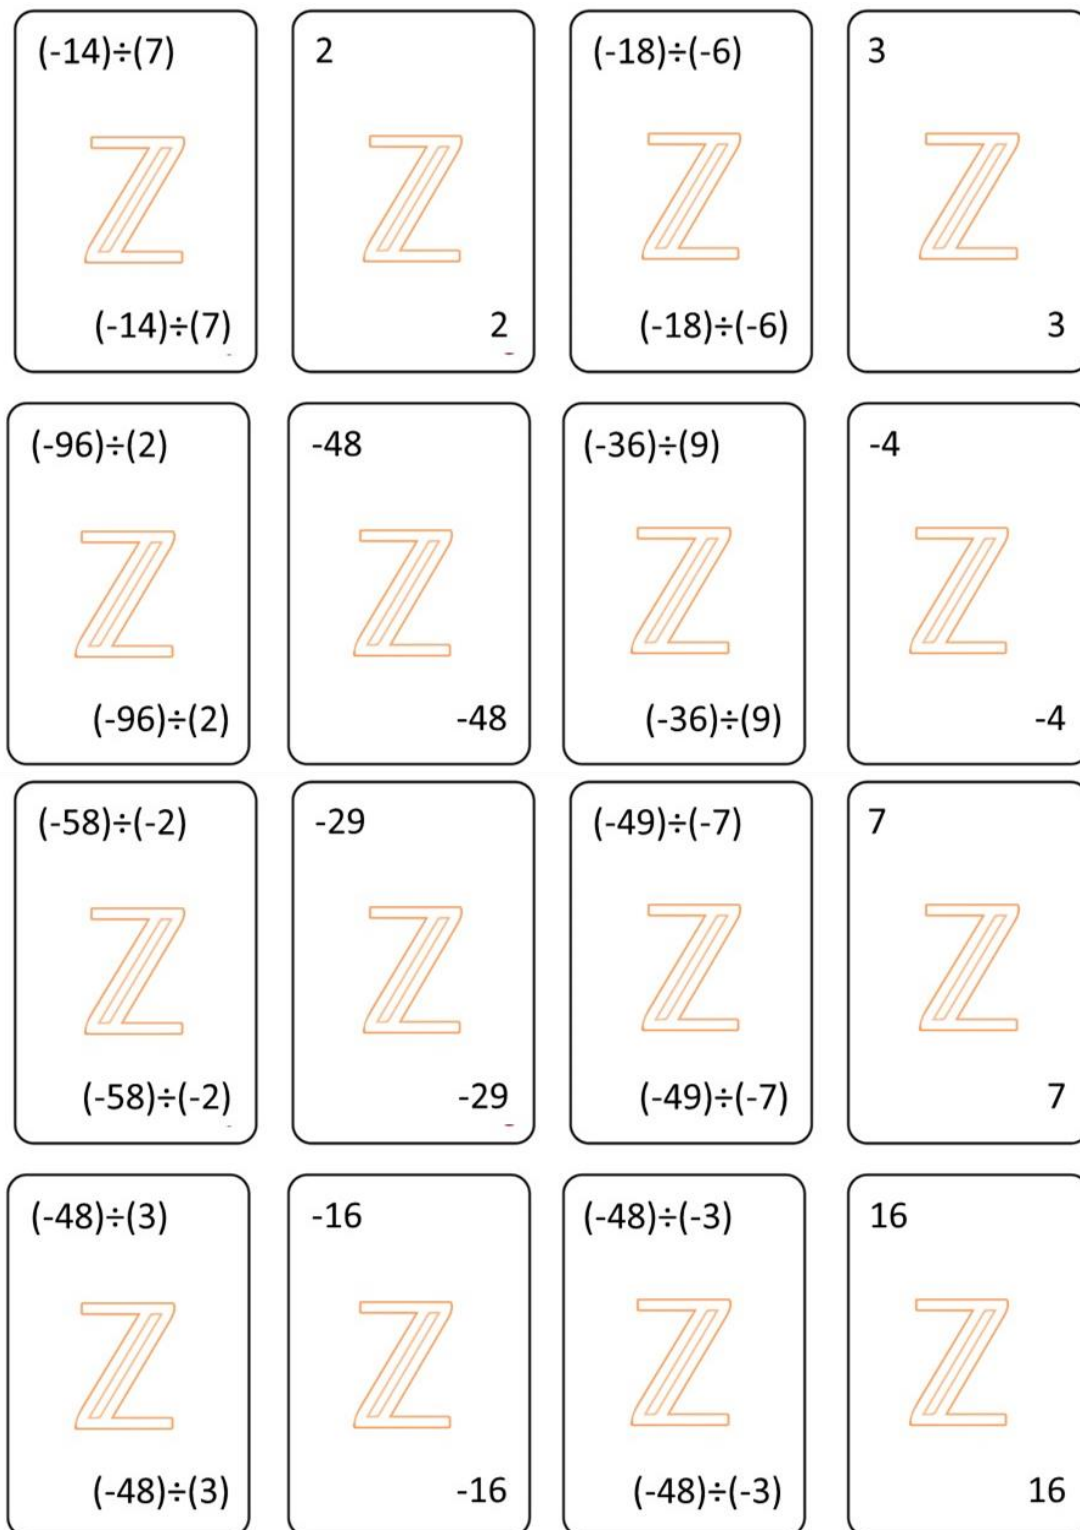 (-14)÷(7)
2
(-18)÷(-6)
3
ℤ
ℤ
ℤ
ℤ
(-14)÷(7)
2
(-18)÷(-6)
3
(-96)÷(2)
-48
(-36)÷(9)
-4
ℤ
ℤ
ℤ
ℤ
(-96)÷(2)
-48
(-36)÷(9)
-4
(-58)÷(-2)
-29
(-49)÷(-7)
7
ℤ
ℤ
ℤ
ℤ
(-58)÷(-2)
-29
(-49)÷(-7)
7
(-48)÷(3)
-16
(-48)÷(-3)
16
ℤ
ℤ
ℤ
ℤ
(-48)÷(3)
-16
(-48)÷(-3)
16